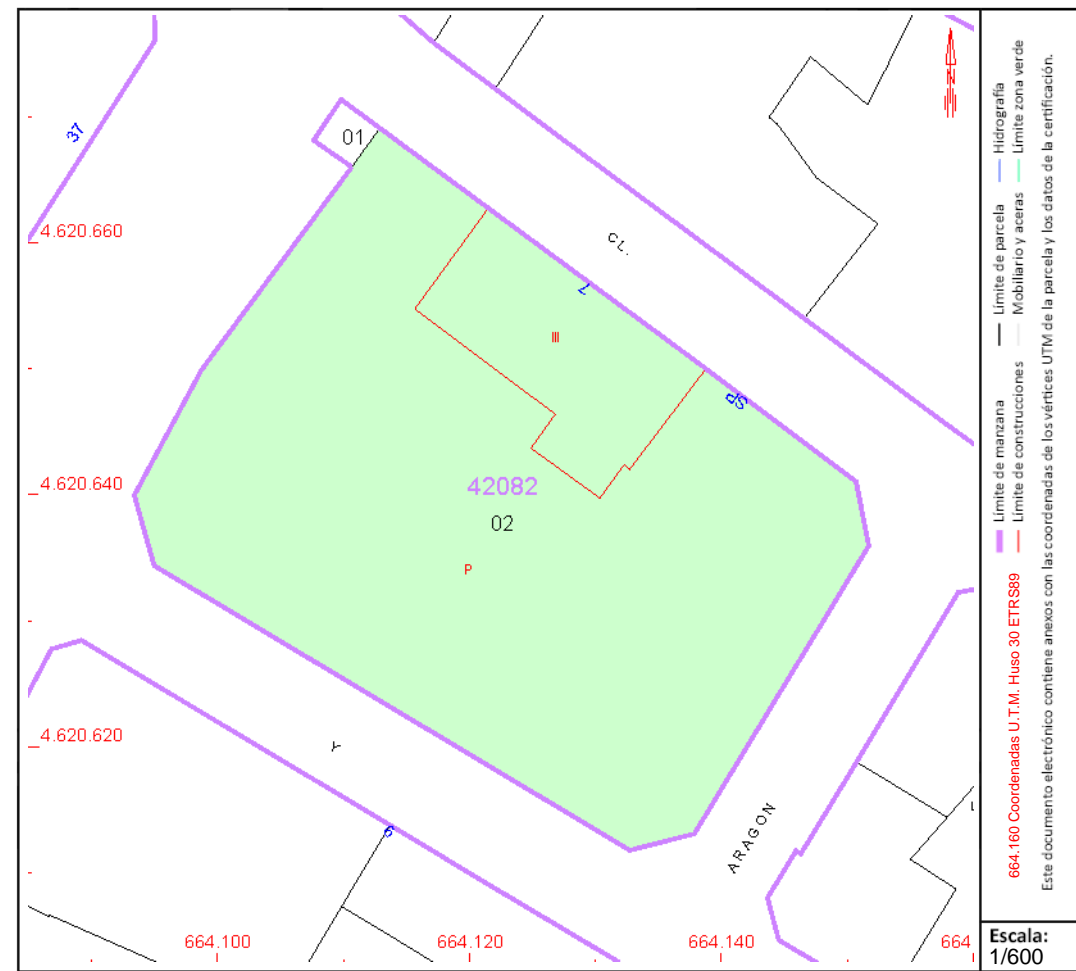 37
01
4.620.660
CL.
7
III
SP
4.620.640
42082
02
P
4.620.620
Y
9
ARAGON
664.100
664.120
664.140
664
N
Límite de manzana
Límite de parcela
Hidrografía
Límite de construcciones
Mobiliario y aceras
Límite zona verde
664.160 Coordenadas U.T.M. Huso 30 ETRS89
Este documento electrónico contiene anexos con las coordenadas de los vértices UTM de la parcela y los datos de la certificación.
Escala:
1/600